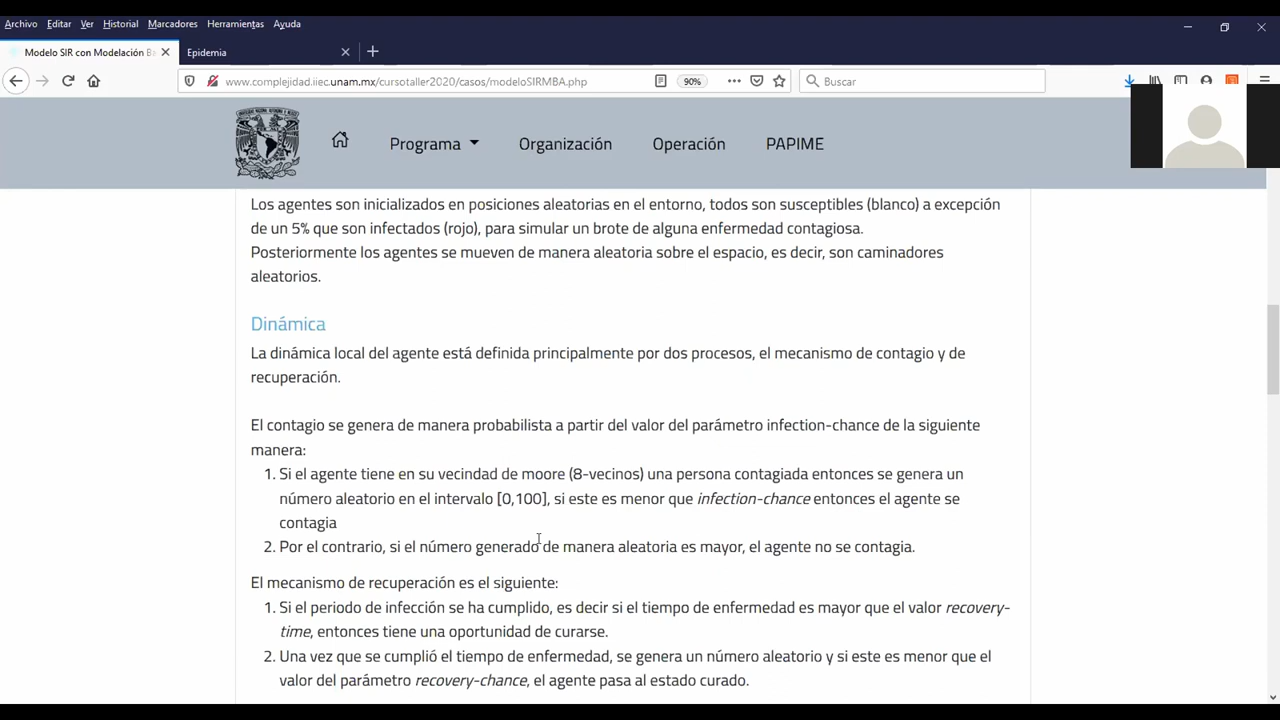 Archivo Editar Ver Historial Marcadores Herramientas Ayuda
Modelo SIR con Modelación Ba Epidemia
www.complejidad.iiec.unam.mx/cursotaller2020/casos/modeloSIRMBA.php 90% Buscar
Programa Organización Operación PAPIME
Los agentes son inicializados en posiciones aleatorias en el entorno, todos son susceptibles (blanco) a excepción
de un 5% que son infectados (rojo), para simular un brote de alguna enfermedad contagiosa.
Posteriormente los agentes se mueven de manera aleatoria sobre el espacio, es decir, son caminadores
aleatorios.
Dinámica
La dinámica local del agente está definida principalmente por dos procesos, el mecanismo de contagio y de
recuperación.
El contagio se genera de manera probabilista a partir del valor del parámetro infection-chance de la siguiente
manera:
1. Si el agente tiene en su vecindad de moore (8-vecinos) una persona contagiada entonces se genera un
número aleatorio en el intervalo [0,100], si este es menor que infection-chance entonces el agente se
contagia
2. Por el contrario, si el número generado de manera aleatoria es mayor, el agente no se contagia.
El mecanismo de recuperación es el siguiente:
1. Si el periodo de infección se ha cumplido, es decir si el tiempo de enfermedad es mayor que el valor recovery-
time, entonces tiene una oportunidad de curarse.
2. Una vez que se cumplió el tiempo de enfermedad, se genera un número aleatorio y si este es menor que el
valor del parámetro recovery-chance, el agente pasa al estado curado.